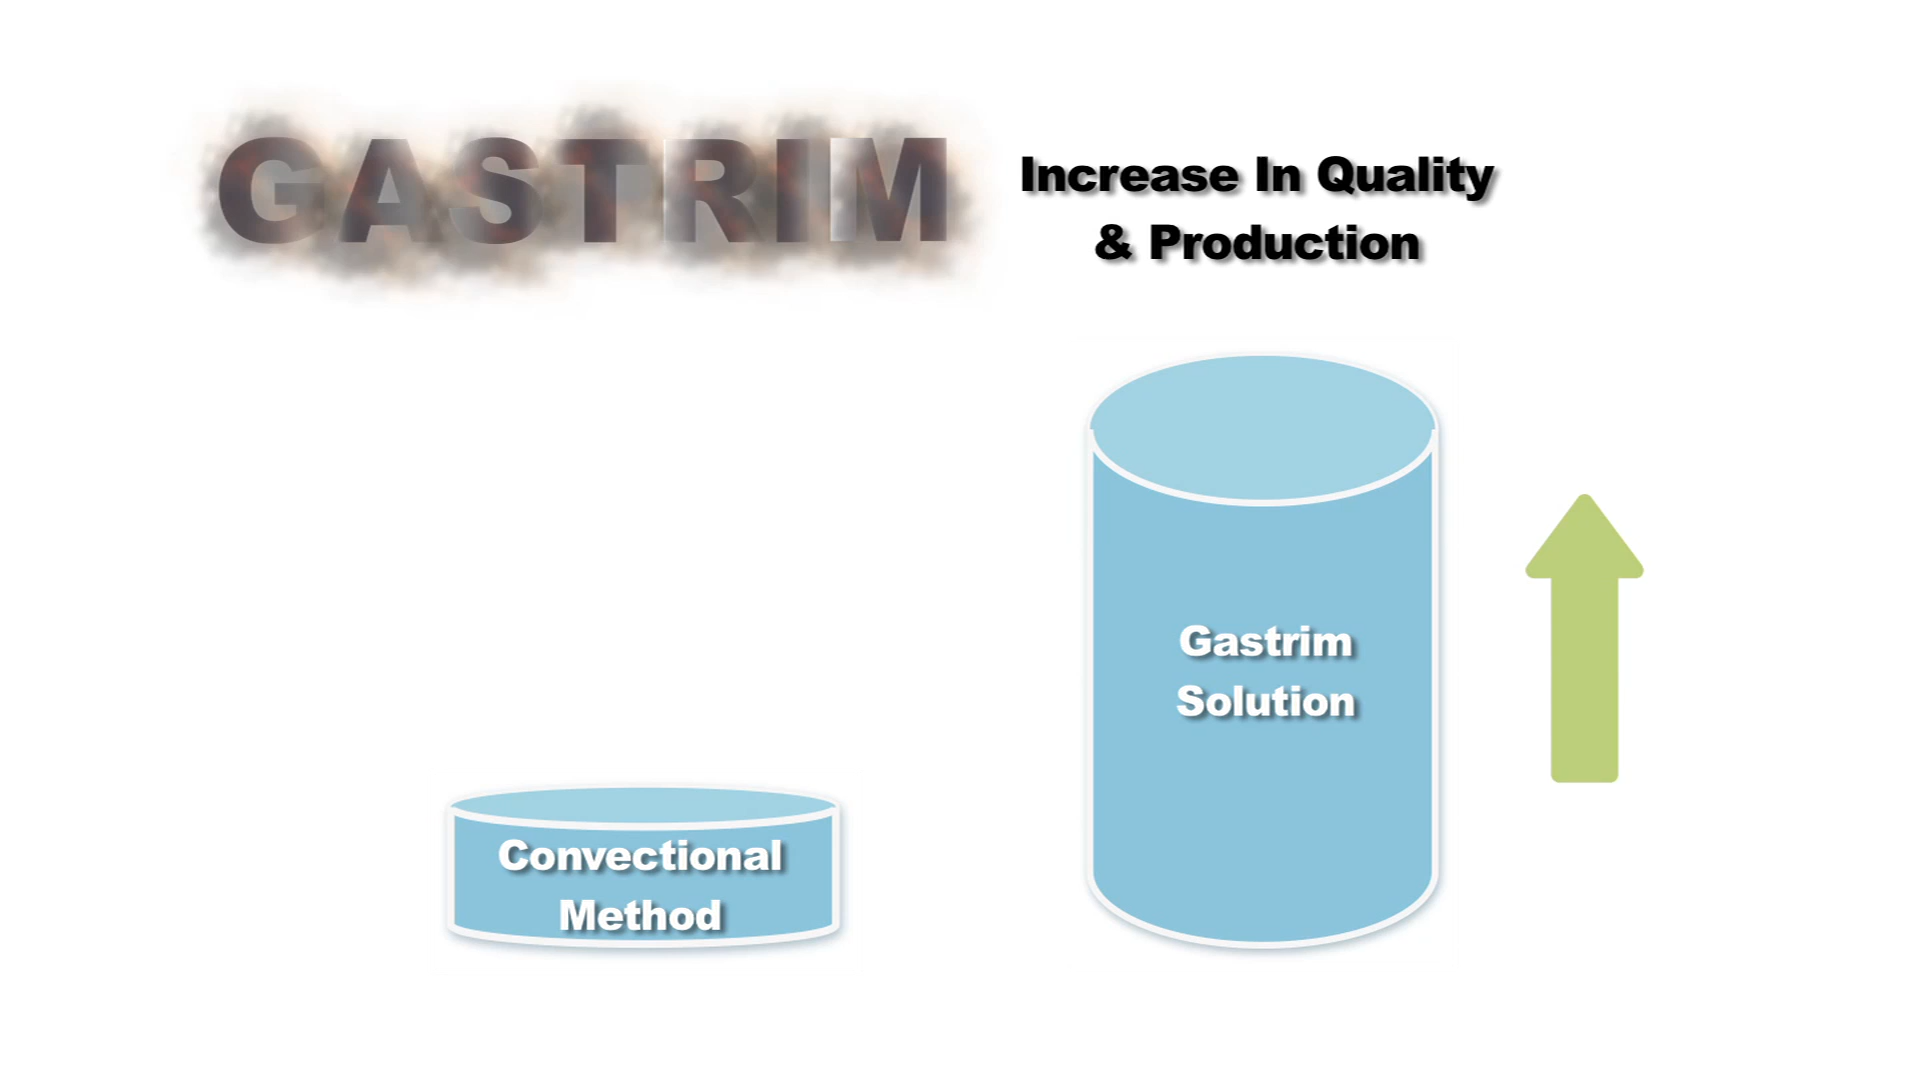 GASTRIM
Increase In Quality
& Production
Gastrim
Solution
Convectional
Method